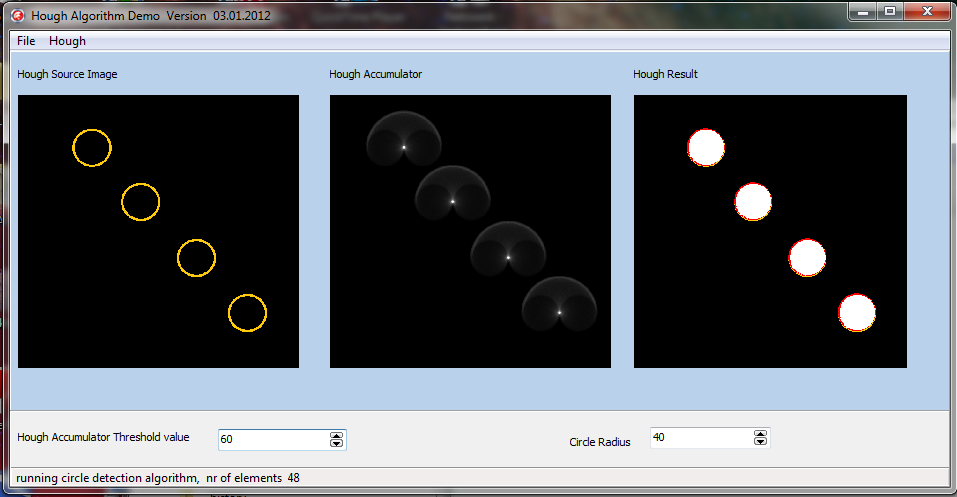 Hough Algorithm Demo Version 03.01.2012
File Hough
Hough Source Image Hough Accumulator Hough Result
Hough Accumulator Threshold value 60 Circle Radius 40
running circle detection algorithm, nr of elements 48